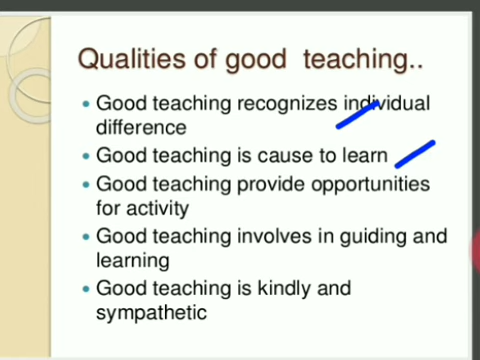 Qualities of good teaching..
Good teaching recognizes individual
difference
Good teaching is cause to learn
Good teaching provide opportunities
for activity
Good teaching involves in guiding and
learning
Good teaching is kindly and
sympathetic